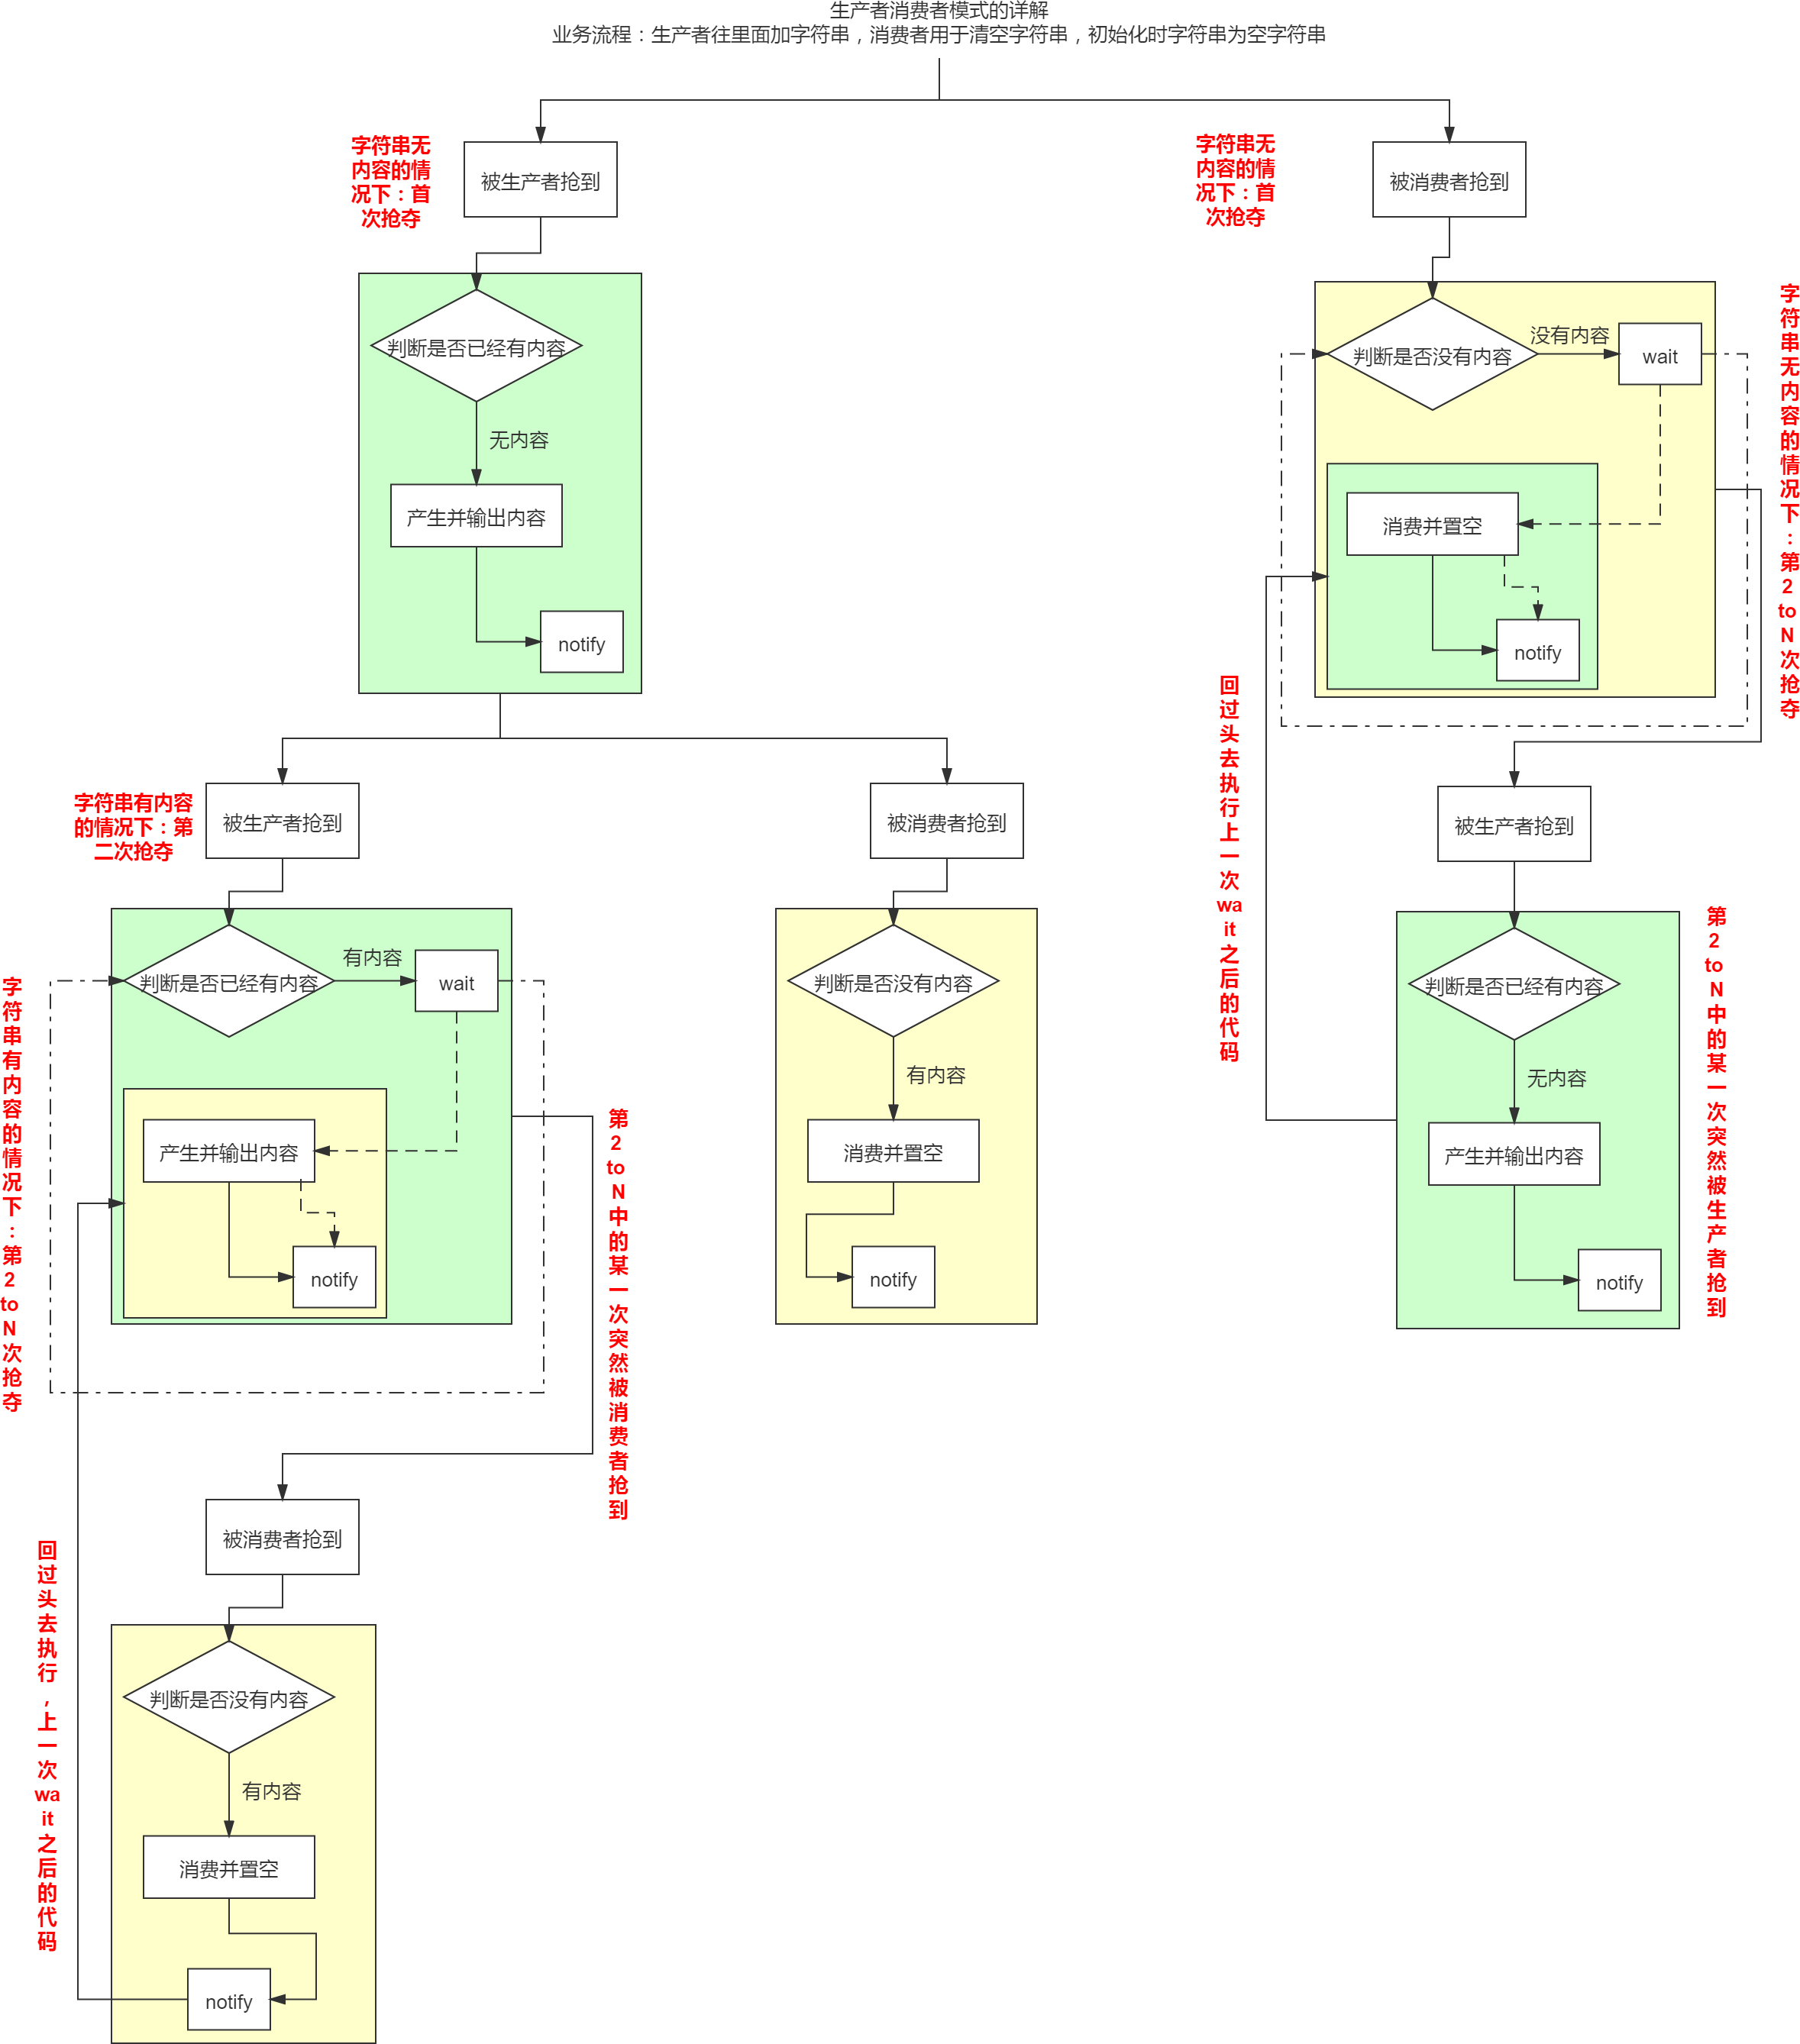 生产者消费者模式的详解
业务流程：生产者往里面加字符串，消费者用于清空字符串，初始化时字符串为空字符串
字符串无
内容的情
况下：首
次抢夺
被生产者抢到
判断是否已经有内容
无内容
产生并输出内容
notify
字符串无
内容的情
况下：首
次抢夺
被消费者抢到
判断是否没有内容
没有内容
wait
消费并置空
notify
字
符
串
无
内
容
的
情
况
下
：
第
2
to
N
次
抢
夺
字符串有内容
的情况下：第
二次抢夺
被生产者抢到
判断是否已经有内容
有内容
wait
产生并输出内容
notify
字
符
串
有
内
容
的
情
况
下
：
第
2
to
N
次
抢
夺
第
2
to
N
中
的
某
一
次
突
然
被
消
费
者
抢
到
被消费者抢到
判断是否没有内容
有内容
消费并置空
notify
回
过
头
去
执
行
上
一
次
wa
it
之
后
的
代
码
被生产者抢到
判断是否已经有内容
无内容
产生并输出内容
notify
第
2
to
N
中
的
某
一
次
突
然
被
生
产
者
抢
到
被消费者抢到
判断是否没有内容
有内容
消费并置空
notify
回
过
头
去
执
行
，
上
一
次
wa
it
之
后
的
代
码